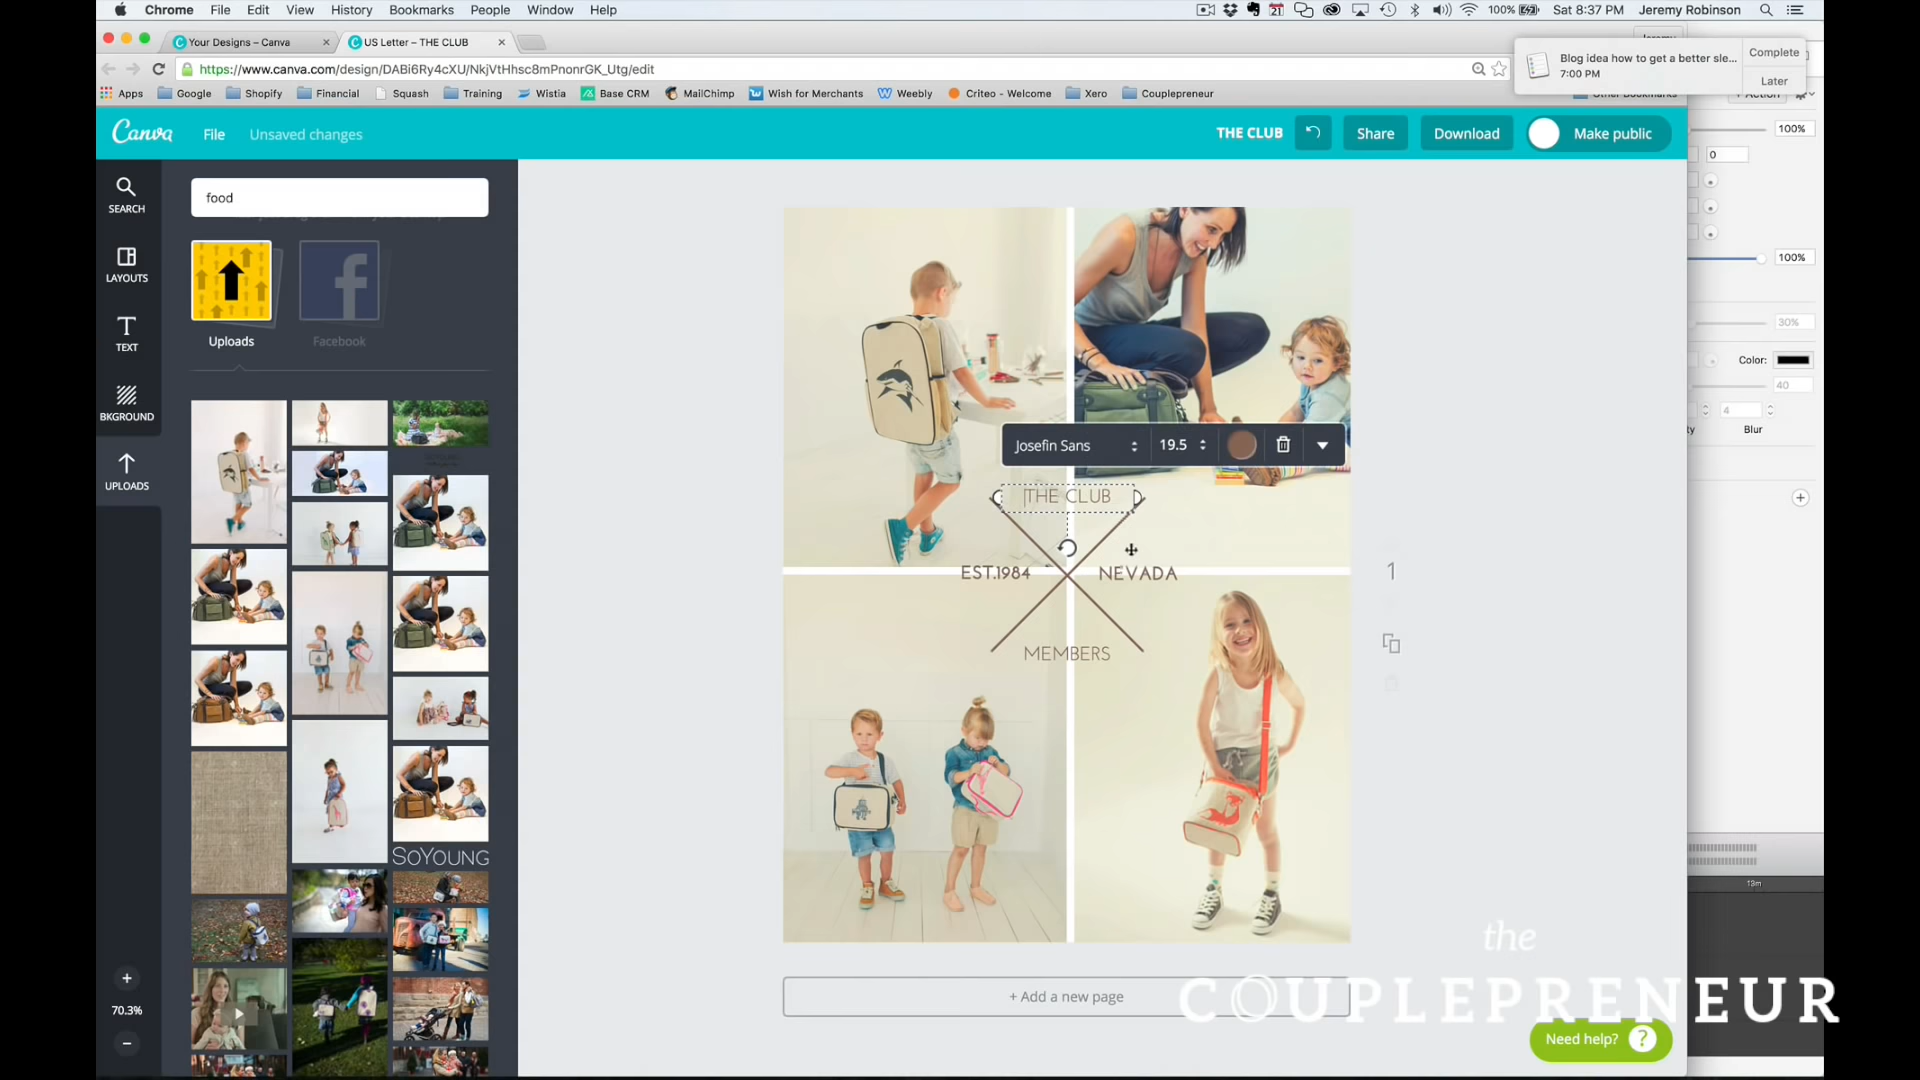 Chrome File Edit View History Bookmarks People Window Help
21 100% Sat 8:37 PM Jeremy Robinson
Your Designs – Canva
US Letter – THE CLUB
Blog idea how to get a better sle...
7:00 PM
Complete
Later
https://www.canva.com/design/DABi6Ry4cXU/NkjVtHhsc8mPnonrGK_Utg/edit
Apps Google Shopify Financial Squash Training Wistia Base CRM MailChimp Wish for Merchants Weebly Criteo - Welcome Xero Couplepreneur
Canva File Unsaved changes THE CLUB Share Download Make public
100%
0
100%
30%
Color:
40
4
Blur
13m
SEARCH
LAYOUTS
TEXT
BKGROUND
UPLOADS
food
Uploads
Facebook
SOYOUNG
Josefin Sans 19.5
THE CLUB
EST.1984 NEVADA
MEMBERS
1
70.3%
+ Add a new page
the
COUPLEPRENEUR
Need help? ?